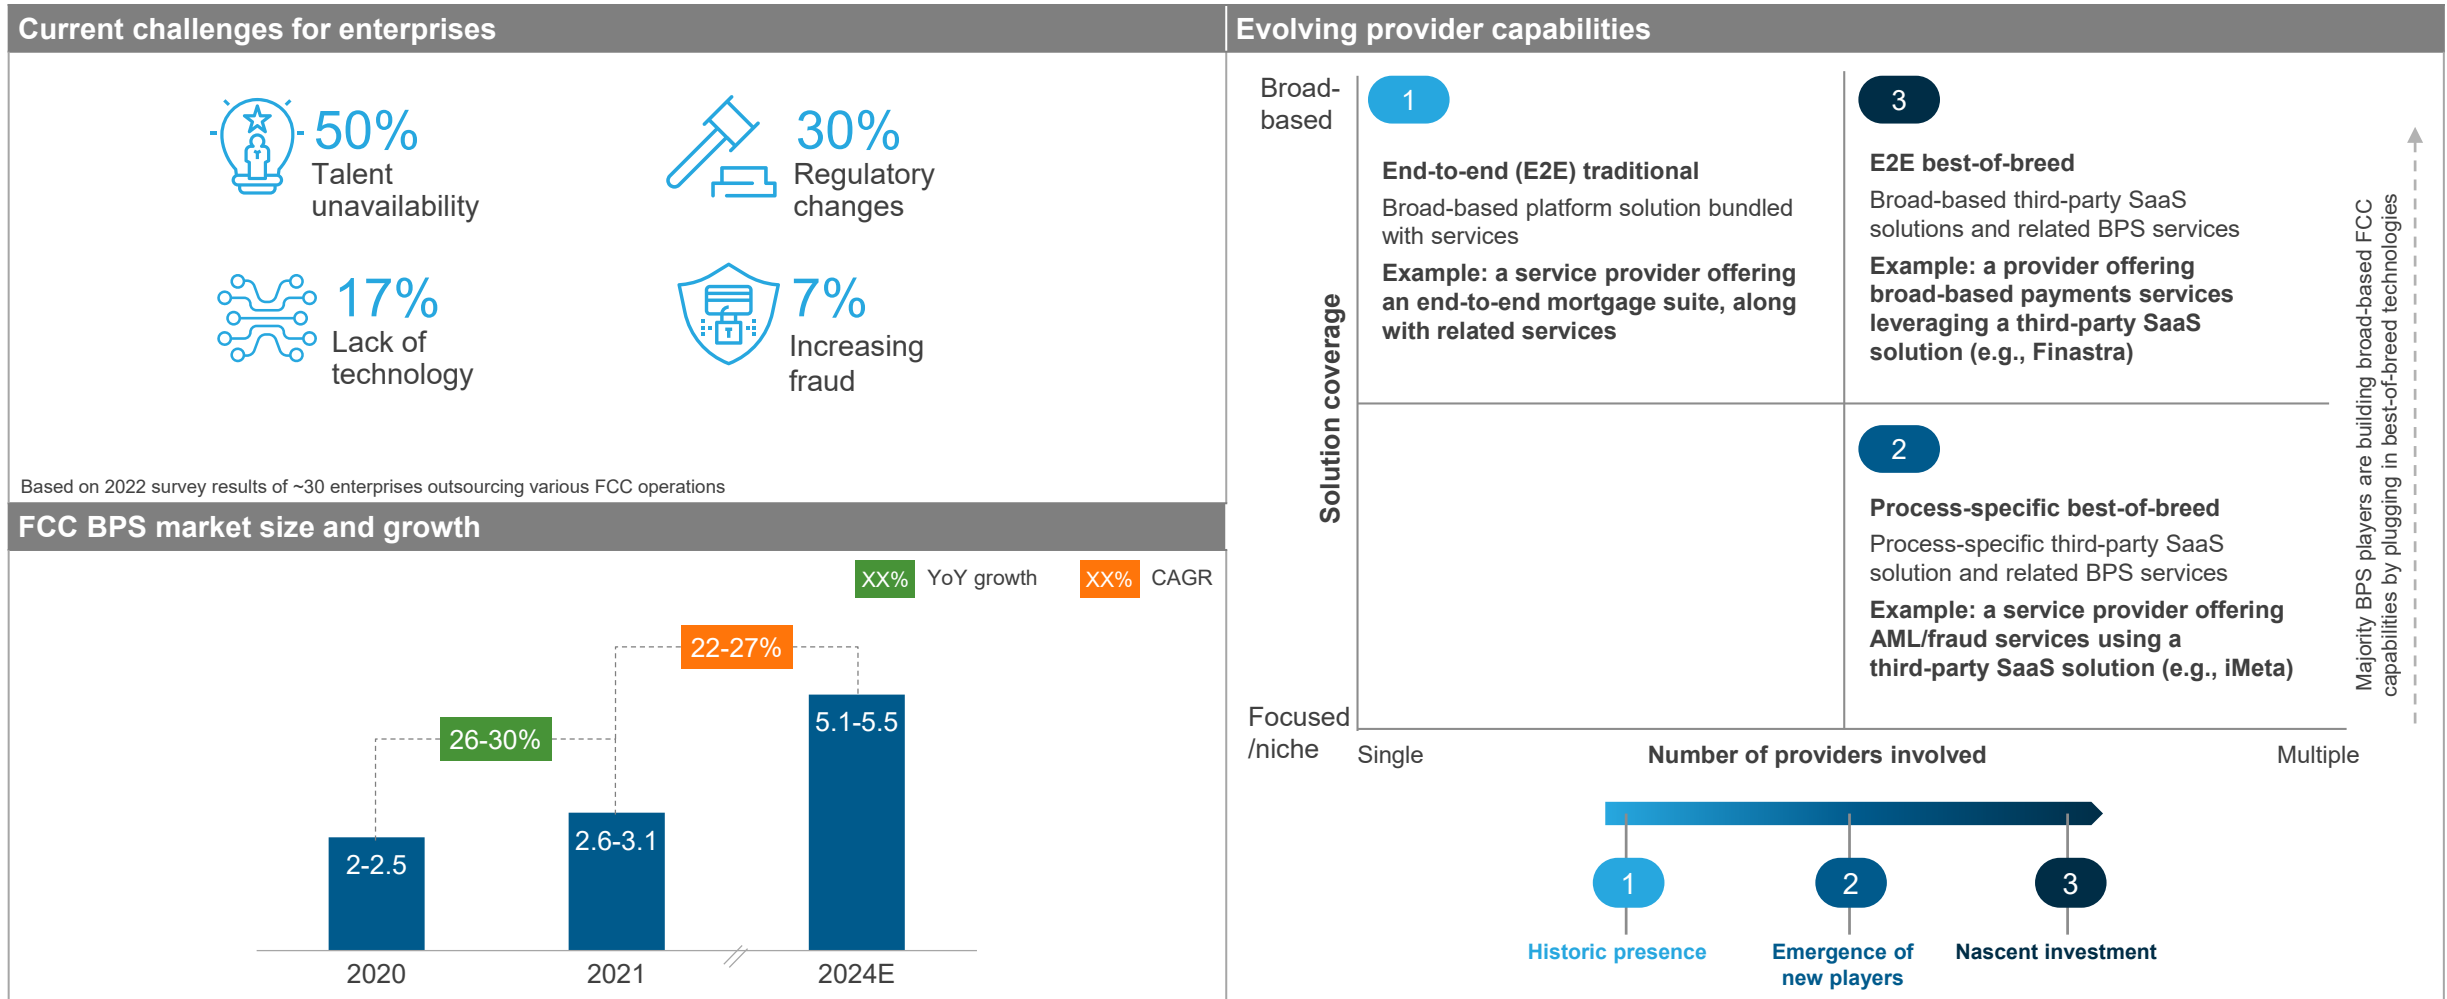 Current challenges for enterprises
50%
Talent
unavailability
30%
Regulatory
changes
17%
Lack of
technology
7%
Increasing
fraud
Based on 2022 survey results of ~30 enterprises outsourcing various FCC operations
FCC BPS market size and growth
XX% YoY growth
XX% CAGR
22-27%
26-30%
5.1-5.5
2.6-3.1
2-2.5
2020
2021
2024E
Evolving provider capabilities
Broad-
based
Solution coverage
Focused
/niche
1
End-to-end (E2E) traditional
Broad-based platform solution bundled
with services
Example: a service provider offering
an end-to-end mortgage suite, along
with related services
3
E2E best-of-breed
Broad-based third-party SaaS
solutions and related BPS services
Example: a provider offering
broad-based payments services
leveraging a third-party SaaS
solution (e.g., Finastra)
2
Process-specific best-of-breed
Process-specific third-party SaaS
solution and related BPS services
Example: a service provider offering
AML/fraud services using a
third-party SaaS solution (e.g., iMeta)
Majority BPS players are building broad-based FCC
capabilities by plugging in best-of-breed technologies
Single
Number of providers involved
Multiple
1
2
3
Historic presence
Emergence of
new players
Nascent investment